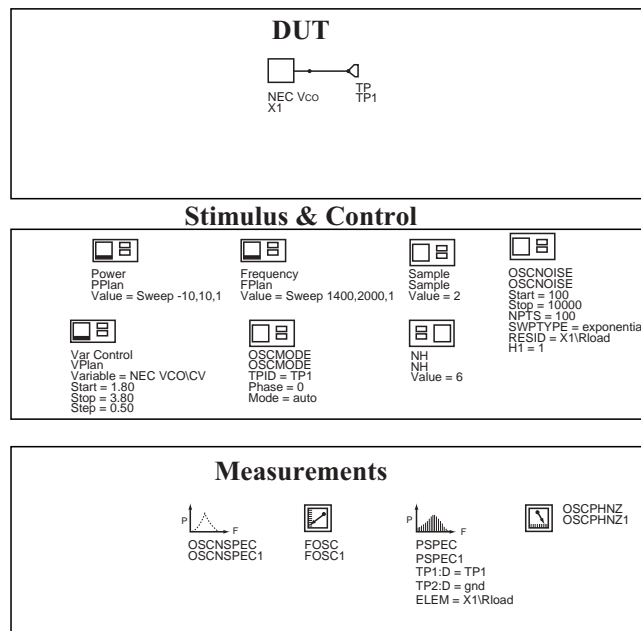 DUT
NEC VCO
X1
TP
TP1
Stimulus & Control
Power
PPlan
Value = Sweep -10,10,1
Frequency
FPlan
Value = Sweep 1400,2000,1
Sample
Sample
Value = 2
OSCNOISE
OSCNOISE
Start = 100
Stop = 10000
NPTS = 100
SWPTYPE = exponentia
RESID = X1\Rload
H1 = 1
Var Control
VPlan
Variable = NEC VCO\CV
Start = 1.80
Stop = 3.80
Step = 0.50
OSCMODE
OSCMODE
TPID = TP1
Phase = 0
Mode = auto
NH
NH
Value = 6
Measurements
P
F
OSCNSPEC
OSCNSPEC1
FOSC
FOSC1
P
F
PSPEC
PSPEC1
TP1:D = TP1
TP2:D = gnd
ELEM = X1\Rload
OSCPHNZ
OSCPHNZ1